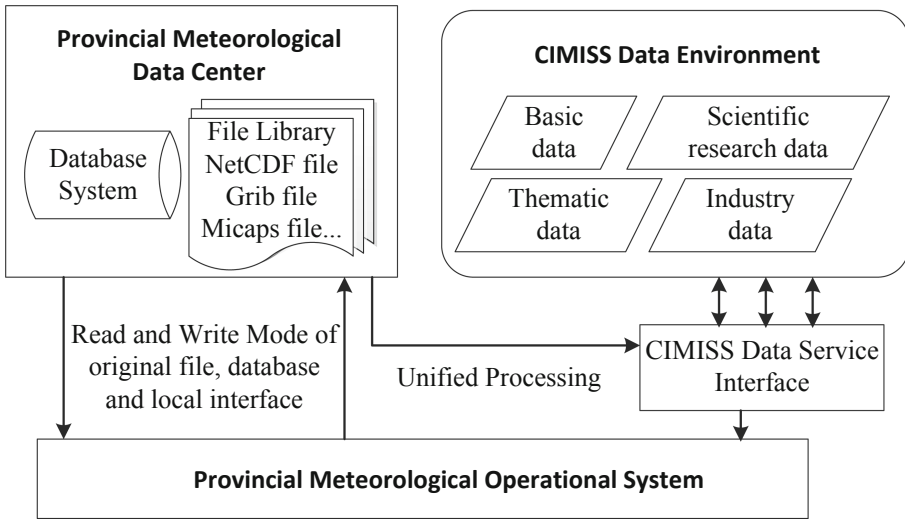 Provincial Meteorological
Data Center
Database
System
File Library
NetCDF file
Grib file
Micaps file...
CIMISS Data Environment
Basic
data
Scientific
research data
Thematic
data
Industry
data
Read and Write Mode of
original file, database
and local interface
Unified Processing
CIMISS Data Service
Interface
Provincial Meteorological Operational System